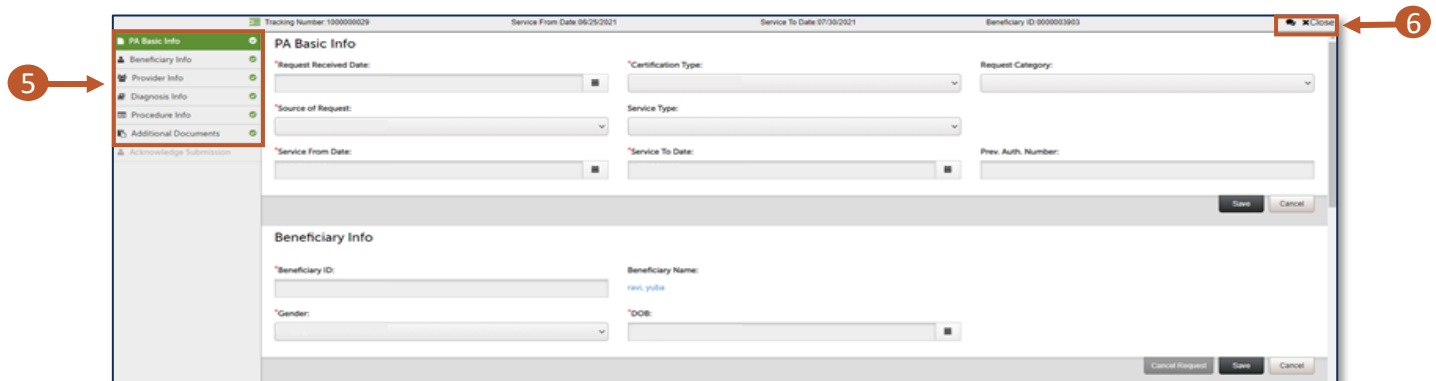 Tracking Number:1000000029 Service From Date:06/25/2021 Service To Date:07/30/2021 Beneficiary ID:0000003903 ✖Close
6
5
PA Basic Info
Beneficiary Info
Provider Info
Diagnosis Info
Procedure Info
Additional Documents
Acknowledge Submission
PA Basic Info
*Request Received Date: *Certification Type: Request Category:
*Source of Request: Service Type:
*Service From Date: *Service To Date: Prev. Auth. Number:
Save Cancel
Beneficiary Info
*Beneficiary ID: Beneficiary Name:
ravi, yuba
*Gender: *DOB:
Cancel Request Save Cancel